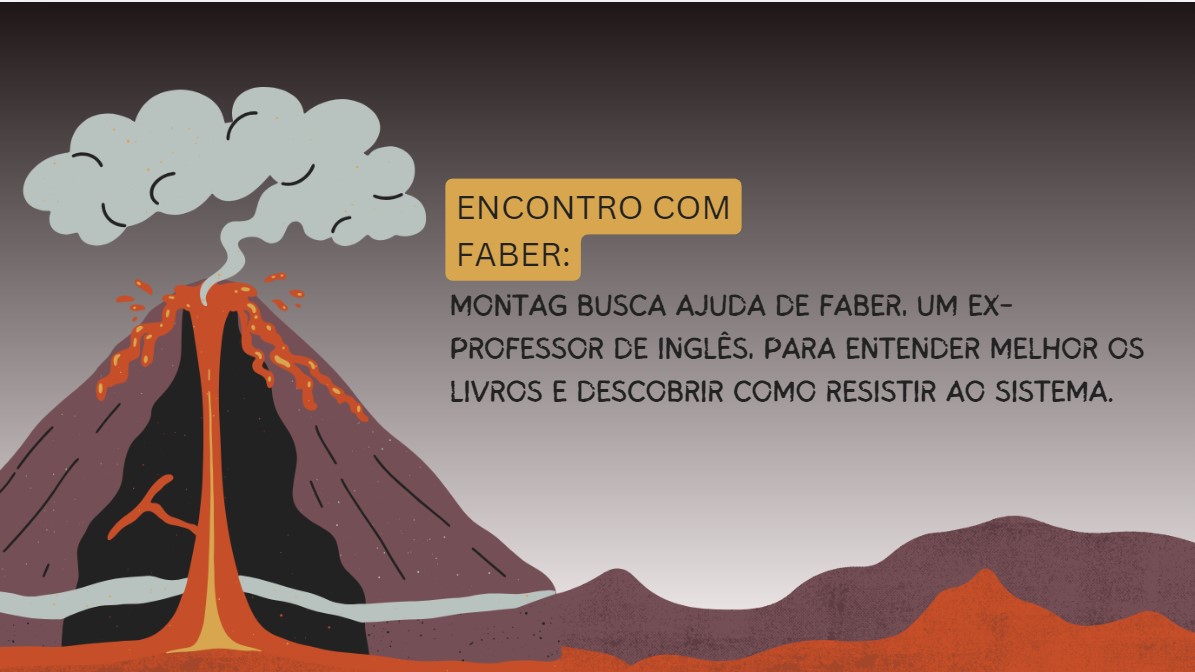 ENCONTRO COM
FABER:
MONTAG BUSCA AJUDA DE FABER, UM EX-
PROFESSOR DE INGLÊS, PARA ENTENDER MELHOR OS
LIVROS E DESCOBRIR COMO RESISTIR AO SISTEMA.